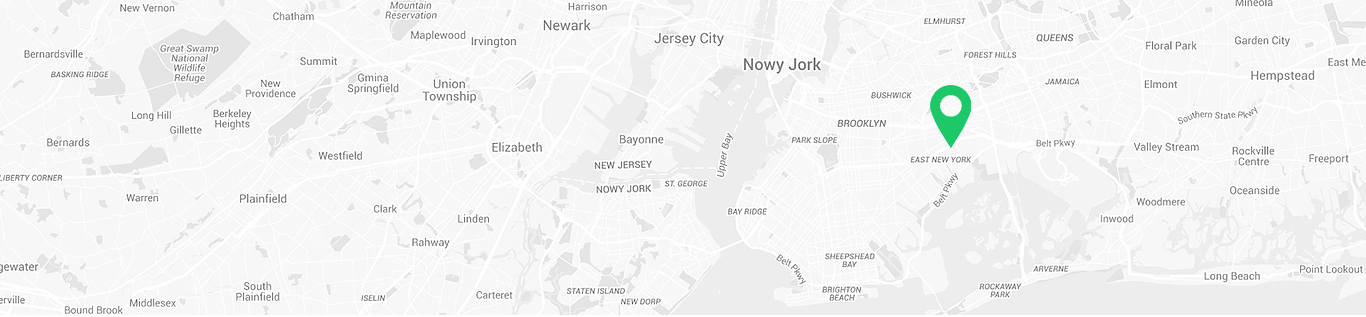 New Vernon
Chatham
Mountain
Reservation
Harrison
Newark
Mineola
Maplewood
Irvington
Jersey City
ELMHURST
QUEENS
Floral Park
Garden City
Bernardsville
Great Swamp
National
Wildlife
Refuge
Summit
FOREST HILLS
Nowy Jork
East Me
BASKING RIDGE
New
Providence
Gmina
Springfield
Union
Township
JAMAICA
Elmont
Hempstead
BUSHWICK
Long Hill
Berkeley
Heights
Gillette
Southern State Pkwy
BROOKLYN
Bernards
Westfield
Elizabeth
Bayonne
Upper Bay
PARK SLOPE
Belt Pkwy
Valley Stream
Rockville
Centre
Freeport
EAST NEW YORK
NEW JERSEY
NOWY JORK
ST. GEORGE
LIBERTY CORNER
Warren
Plainfield
Belt Pkwy
Oceanside
Woodmere
Clark
Linden
BAY RIDGE
Inwood
Rahway
SHEEPSHEAD
BAY
Belt Pkwy
gewater
ARVERNE
Long Beach
Point Lookout
South
Plainfield
ISELIN
Carteret
STATEN ISLAND
NEW DORP
BRIGHTON
BEACH
ROCKAWAY
PARK
erville
Bound Brook
Middlesex